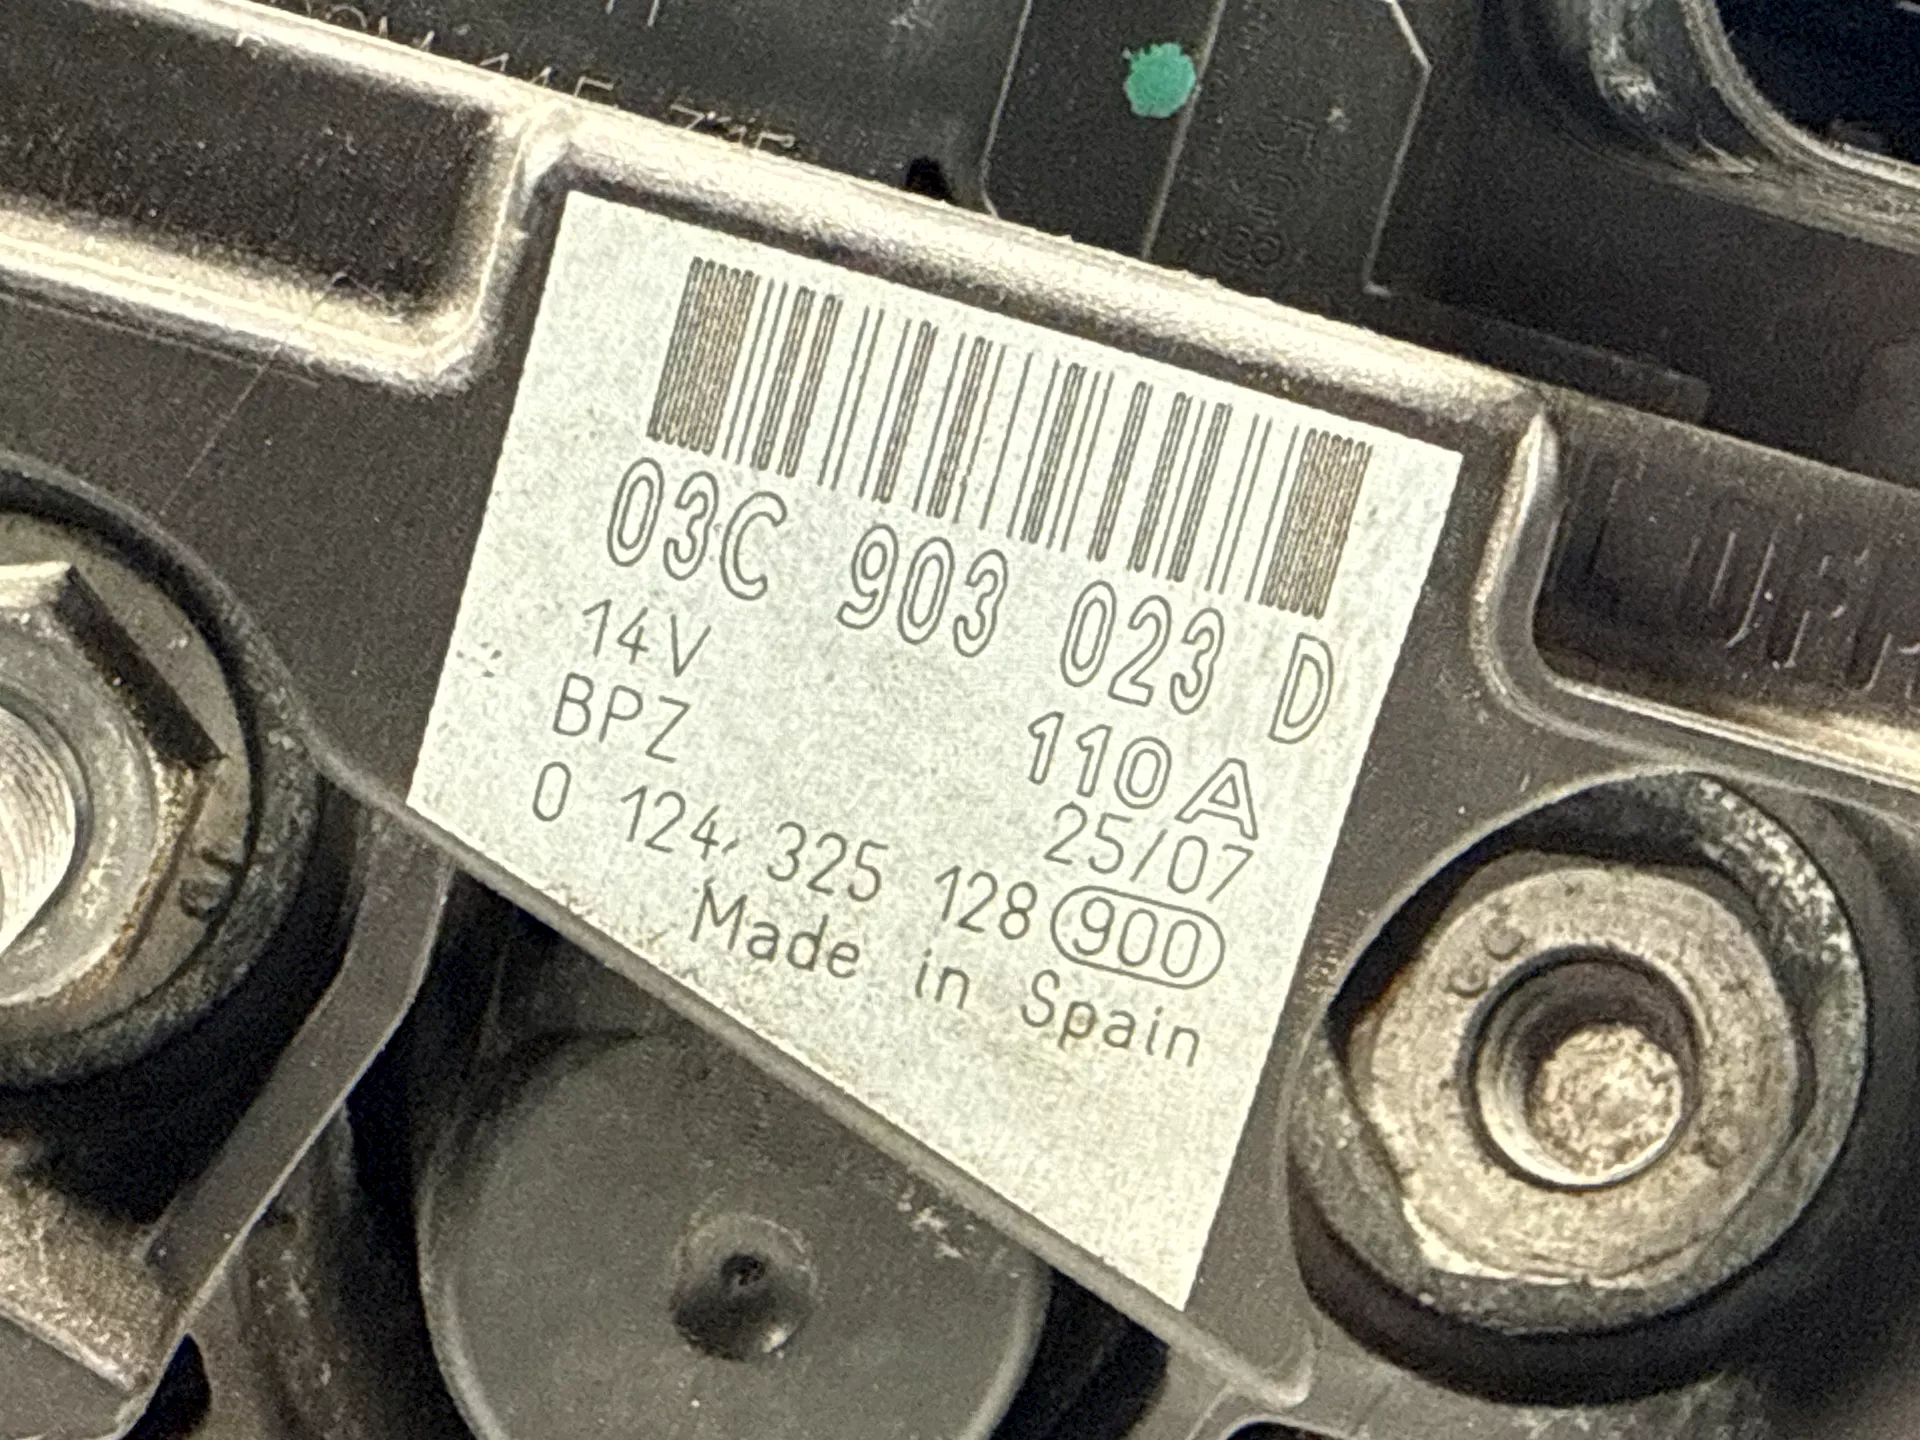 03C 903 023 D
14V 110A
BPZ 25/07
0 124 325 128 900
Made in Spain